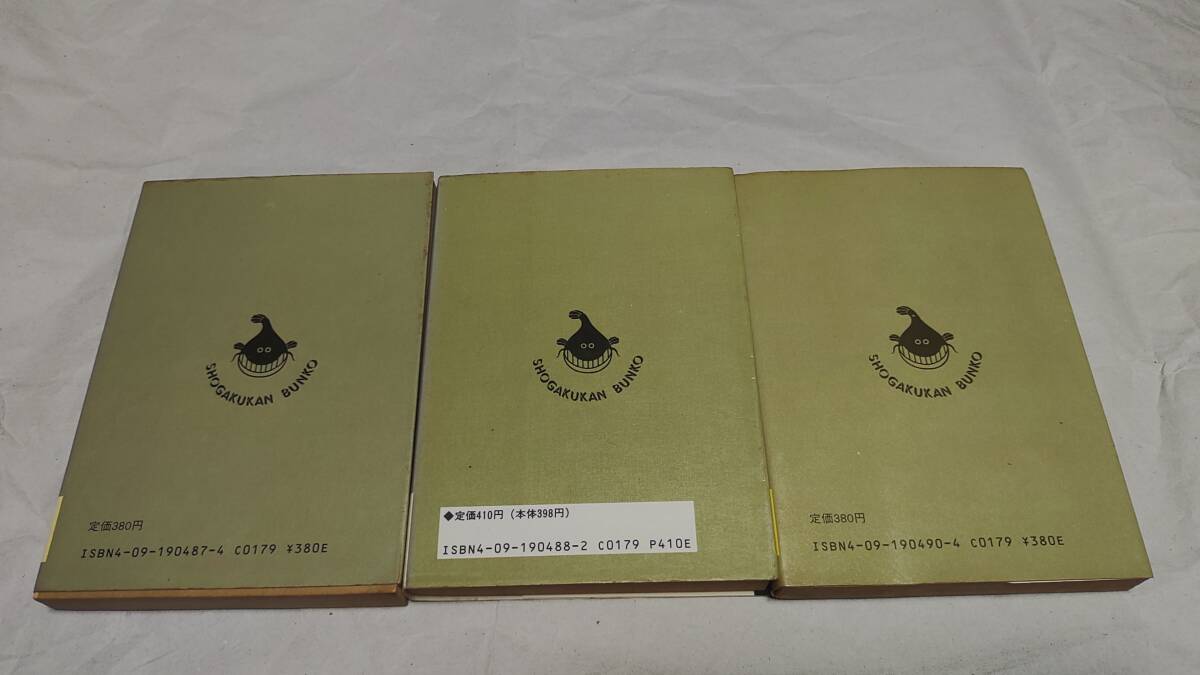 SHOGAKUKAN BUNKO
定価380円
ISBN4-09-190487-4 C0179 ¥380E
SHOGAKUKAN BUNKO
◆定価410円(本体398円)
ISBN4-09-190488-2 C0179 P410E
SHOGAKUKAN BUNKO
定価380円
ISBN4-09-190490-4 C0179 ¥380E